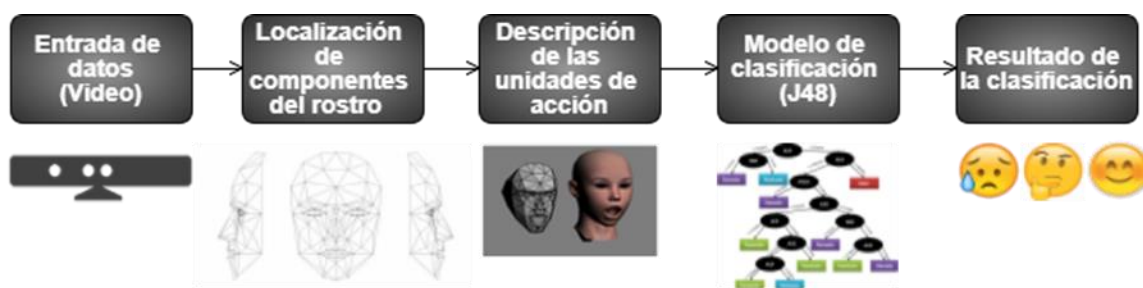 Entrada de
datos
(Video)
Localización
de
componentes
del rostro
Descripción
de las
unidades de
acción
Modelo de
clasificación
(J48)
Resultado de
la clasificación